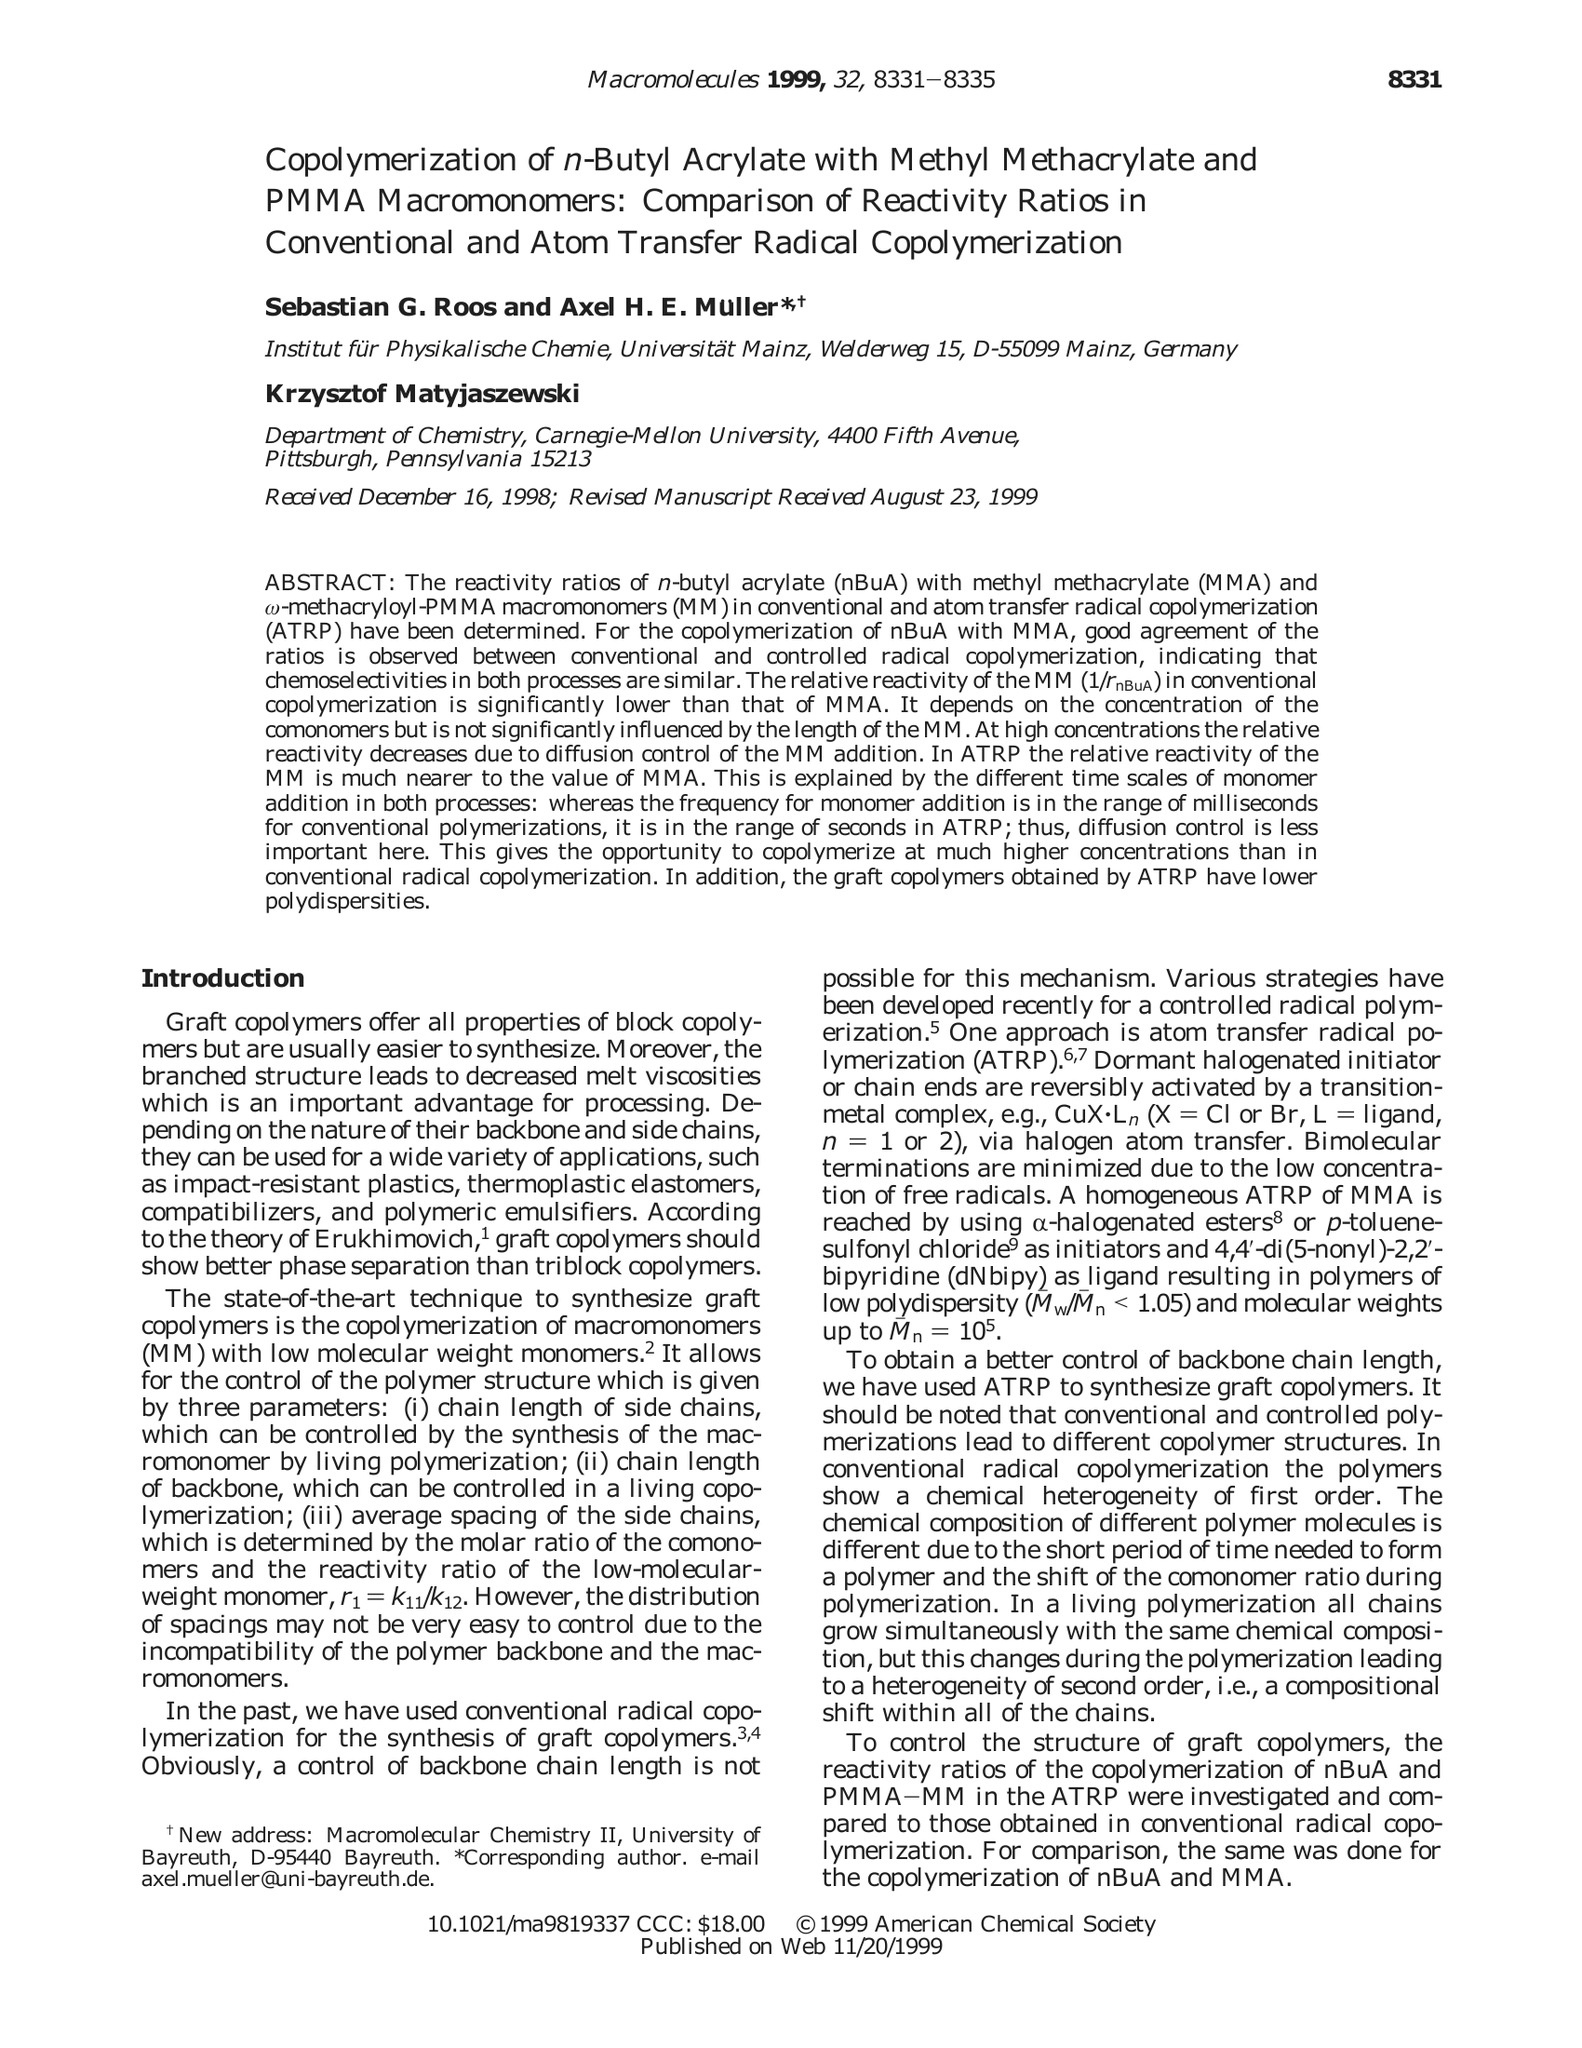 Macromolecules 1999, 32, 8331−8335
8331
Copolymerization of n-Butyl Acrylate with Methyl Methacrylate and
PMMA Macromonomers: Comparison of Reactivity Ratios in
Conventional and Atom Transfer Radical Copolymerization
Sebastian G. Roos and Axel H. E. Müller*,†
Institut für Physikalische Chemie, Universität Mainz, Welderweg 15, D-55099 Mainz, Germany
Krzysztof Matyjaszewski
Department of Chemistry, Carnegie-Mellon University, 4400 Fifth Avenue,
Pittsburgh, Pennsylvania 15213
Received December 16, 1998; Revised Manuscript Received August 23, 1999
ABSTRACT: The reactivity ratios of n-butyl acrylate (nBuA) with methyl methacrylate (MMA) and
ω-methacryloyl-PMMA macromonomers (MM) in conventional and atom transfer radical copolymerization
(ATRP) have been determined. For the copolymerization of nBuA with MMA, good agreement of the
ratios is observed between conventional and controlled radical copolymerization, indicating that
chemoselectivities in both processes are similar. The relative reactivity of the MM (1/rnBuA) in conventional
copolymerization is significantly lower than that of MMA. It depends on the concentration of the
comonomers but is not significantly influenced by the length of the MM. At high concentrations the relative
reactivity decreases due to diffusion control of the MM addition. In ATRP the relative reactivity of the
MM is much nearer to the value of MMA. This is explained by the different time scales of monomer
addition in both processes: whereas the frequency for monomer addition is in the range of milliseconds
for conventional polymerizations, it is in the range of seconds in ATRP; thus, diffusion control is less
important here. This gives the opportunity to copolymerize at much higher concentrations than in
conventional radical copolymerization. In addition, the graft copolymers obtained by ATRP have lower
polydispersities.
Introduction
Graft copolymers offer all properties of block copoly-
mers but are usually easier to synthesize. Moreover, the
branched structure leads to decreased melt viscosities
which is an important advantage for processing. De-
pending on the nature of their backbone and side chains,
they can be used for a wide variety of applications, such
as impact-resistant plastics, thermoplastic elastomers,
compatibilizers, and polymeric emulsifiers. According
to the theory of Erukhimovich,1 graft copolymers should
show better phase separation than triblock copolymers.
The state-of-the-art technique to synthesize graft
copolymers is the copolymerization of macromonomers
(MM) with low molecular weight monomers.2 It allows
for the control of the polymer structure which is given
by three parameters: (i) chain length of side chains,
which can be controlled by the synthesis of the mac-
romonomer by living polymerization; (ii) chain length
of backbone, which can be controlled in a living copo-
lymerization; (iii) average spacing of the side chains,
which is determined by the molar ratio of the comono-
mers and the reactivity ratio of the low-molecular-
weight monomer, r1 = k11/k12. However, the distribution
of spacings may not be very easy to control due to the
incompatibility of the polymer backbone and the mac-
romonomers.
In the past, we have used conventional radical copo-
lymerization for the synthesis of graft copolymers.3,4
Obviously, a control of backbone chain length is not
† New address: Macromolecular Chemistry II, University of
Bayreuth, D-95440 Bayreuth. *Corresponding author. e-mail
axel.mueller@uni-bayreuth.de.
possible for this mechanism. Various strategies have
been developed recently for a controlled radical polym-
erization.5 One approach is atom transfer radical po-
lymerization (ATRP).6,7 Dormant halogenated initiator
or chain ends are reversibly activated by a transition-
metal complex, e.g., CuX·Ln (X = Cl or Br, L = ligand,
n = 1 or 2), via halogen atom transfer. Bimolecular
terminations are minimized due to the low concentra-
tion of free radicals. A homogeneous ATRP of MMA is
reached by using α-halogenated esters8 or p-toluene-
sulfonyl chloride9 as initiators and 4,4′-di(5-nonyl)-2,2′-
bipyridine (dNbipy) as ligand resulting in polymers of
low polydispersity (M̄w/M̄n < 1.05) and molecular weights
up to M̄n = 10⁵.
To obtain a better control of backbone chain length,
we have used ATRP to synthesize graft copolymers. It
should be noted that conventional and controlled poly-
merizations lead to different copolymer structures. In
conventional radical copolymerization the polymers
show a chemical heterogeneity of first order. The
chemical composition of different polymer molecules is
different due to the short period of time needed to form
a polymer and the shift of the comonomer ratio during
polymerization. In a living polymerization all chains
grow simultaneously with the same chemical composi-
tion, but this changes during the polymerization leading
to a heterogeneity of second order, i.e., a compositional
shift within all of the chains.
To control the structure of graft copolymers, the
reactivity ratios of the copolymerization of nBuA and
PMMA−MM in the ATRP were investigated and com-
pared to those obtained in conventional radical copo-
lymerization. For comparison, the same was done for
the copolymerization of nBuA and MMA.
10.1021/ma9819337 CCC: $18.00 © 1999 American Chemical Society
Published on Web 11/20/1999